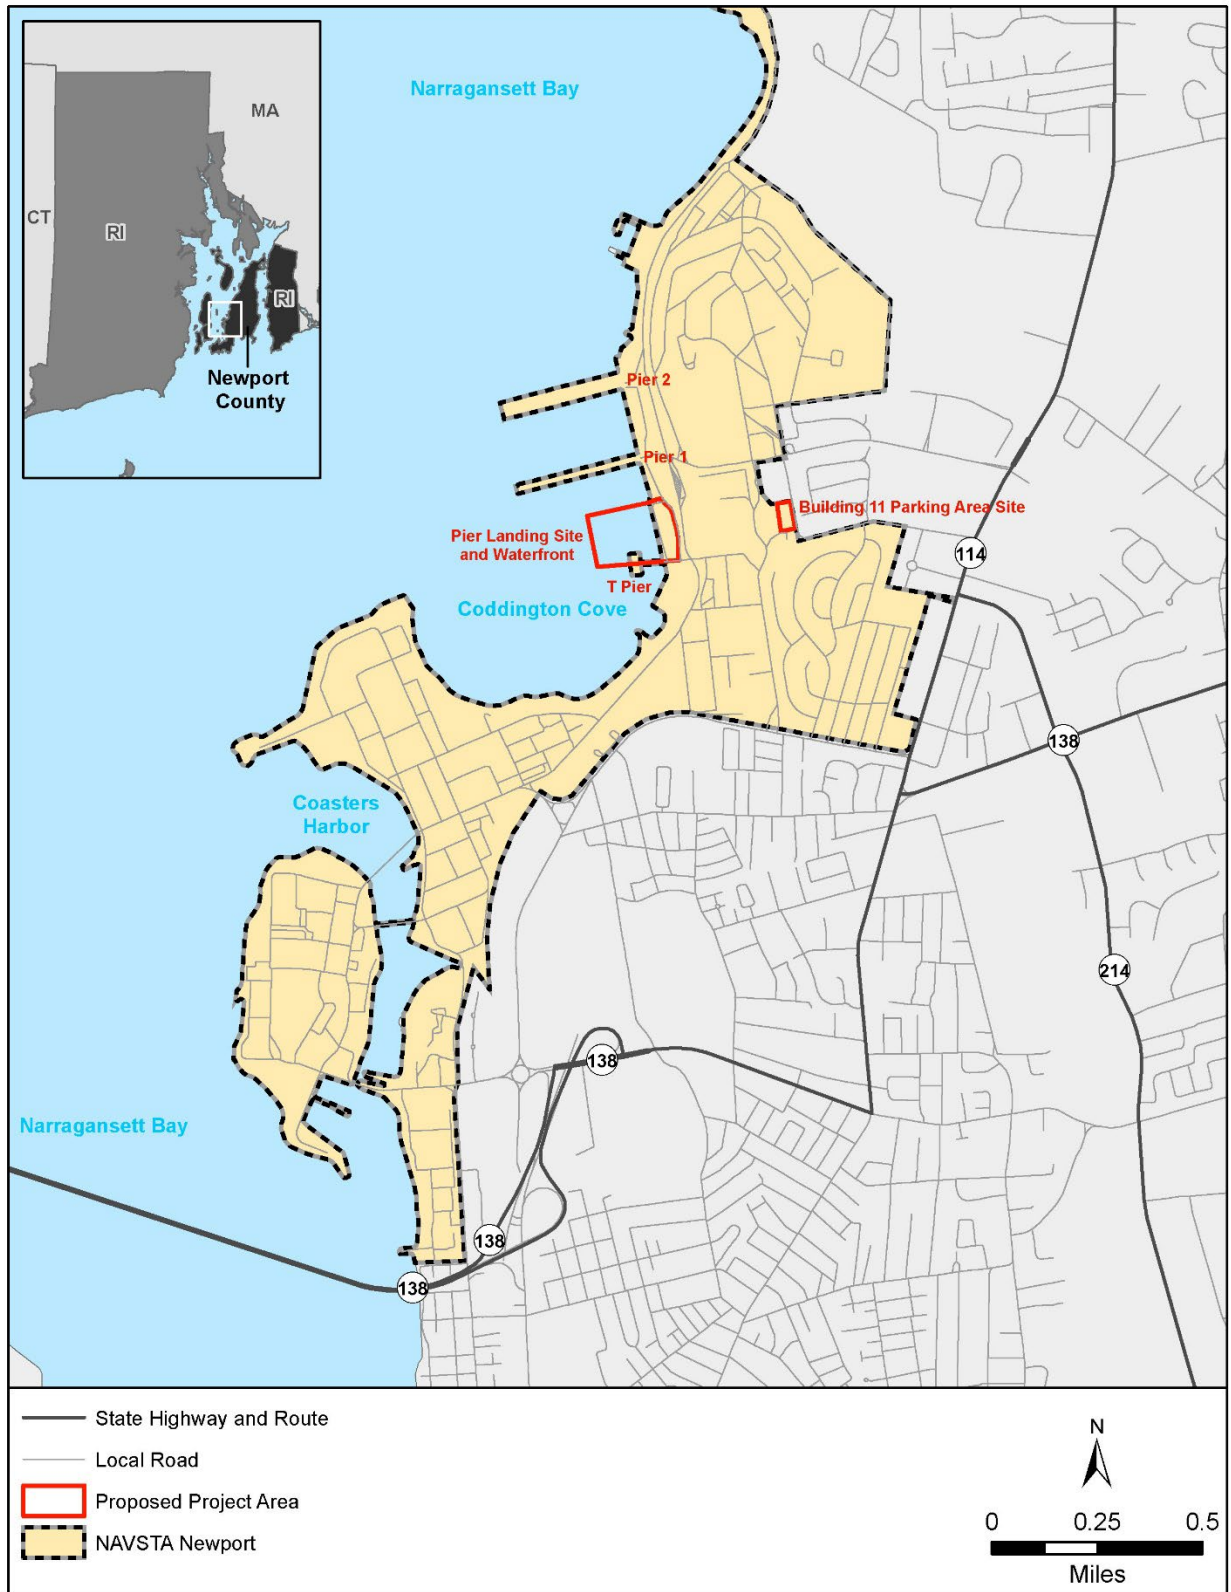 Narragansett Bay
MA
CT
RI
RI
Newport
County
Pier 2
Pier 1
Building 11 Parking Area Site
Pier Landing Site
and Waterfront
114
T Pier
Coddington Cove
138
Coasters
Harbor
214
138
Narragansett Bay
138
138
State Highway and Route
Local Road
Proposed Project Area
NAVSTA Newport
N
0 0.25 0.5
Miles